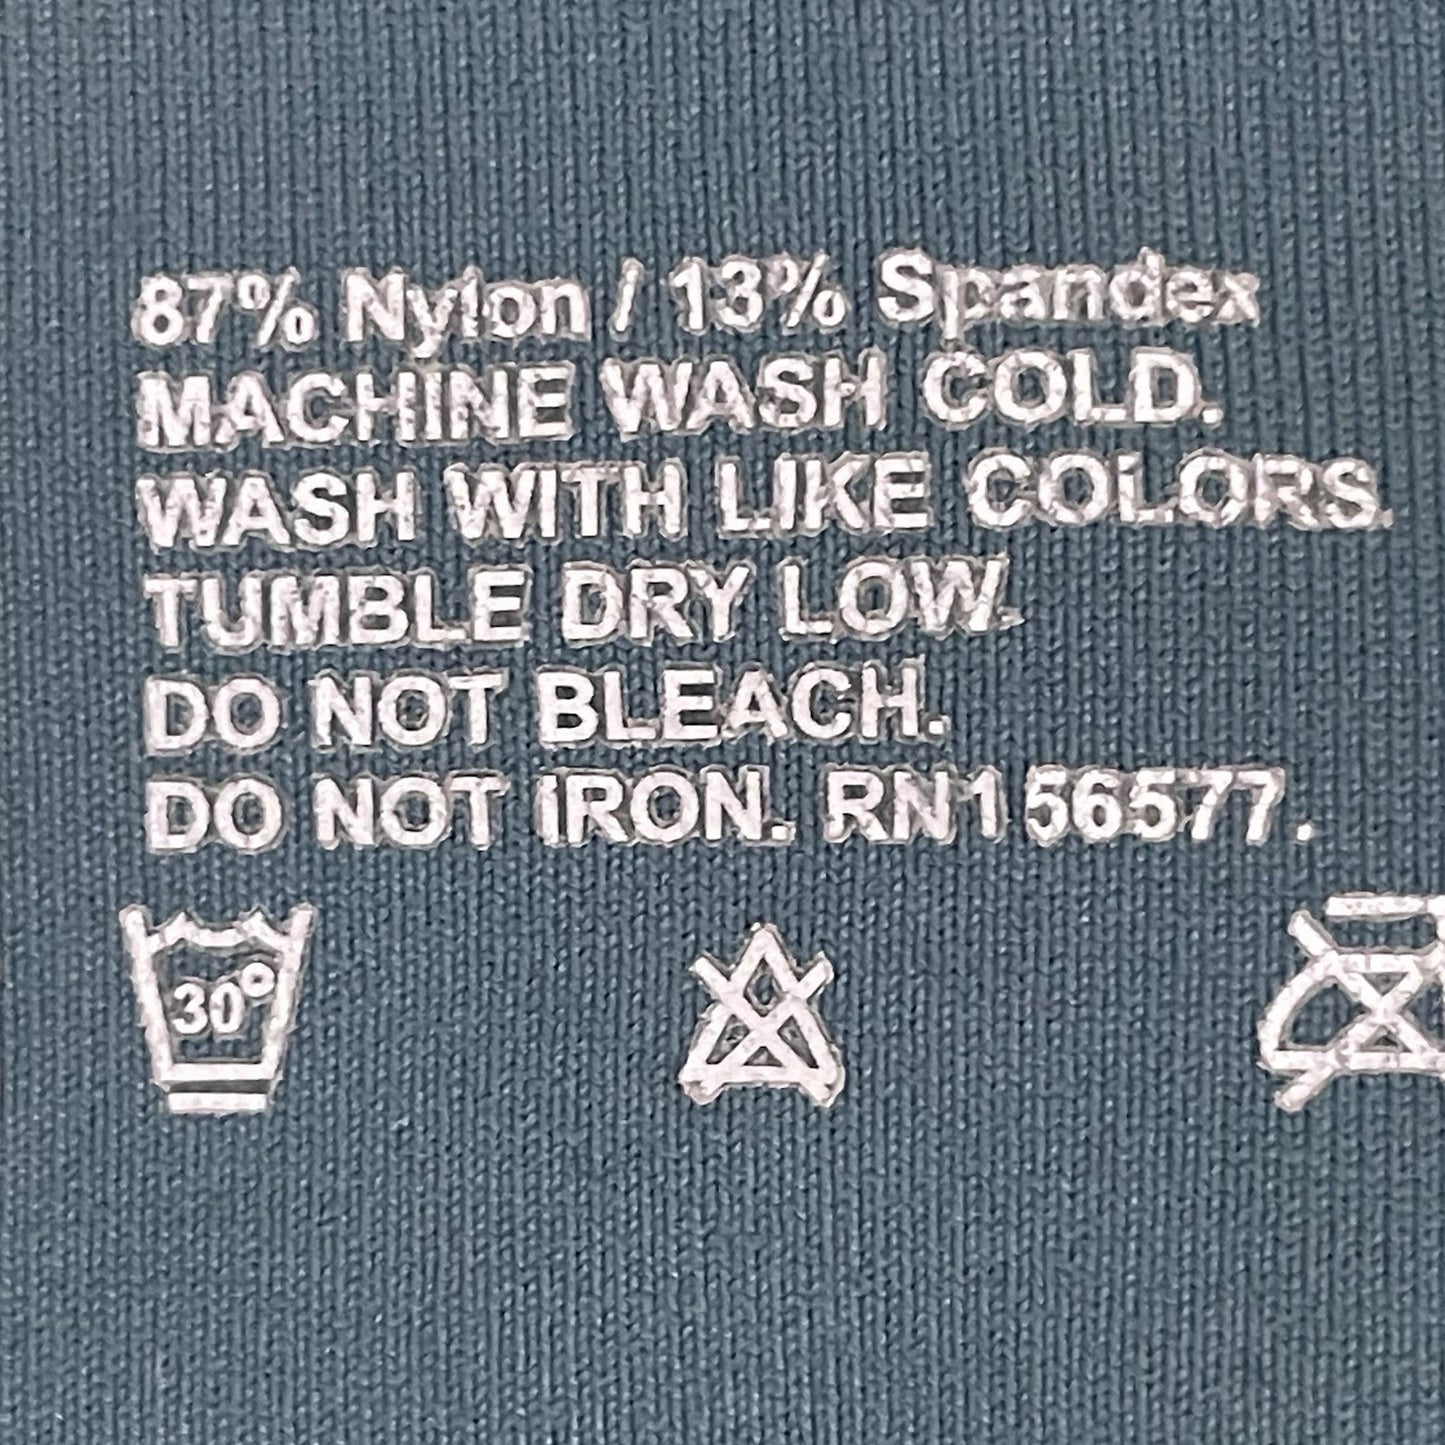 87% Nylon / 13% Spandex
MACHINE WASH COLD.
WASH WITH LIKE COLORS.
TUMBLE DRY LOW.
DO NOT BLEACH.
DO NOT IRON. RN156577.
30°